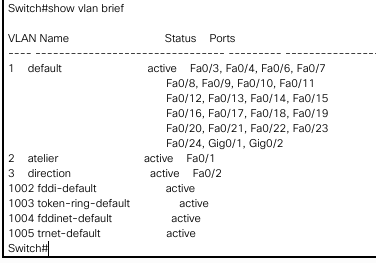 Switch#show vlan brief
VLAN Name Status Ports
---- -------------------------------- --------- -------------------------------
1 default active Fa0/3, Fa0/4, Fa0/6, Fa0/7
Fa0/8, Fa0/9, Fa0/10, Fa0/11
Fa0/12, Fa0/13, Fa0/14, Fa0/15
Fa0/16, Fa0/17, Fa0/18, Fa0/19
Fa0/20, Fa0/21, Fa0/22, Fa0/23
Fa0/24, Gig0/1, Gig0/2
2 atelier active Fa0/1
3 direction active Fa0/2
1002 fddi-default active
1003 token-ring-default active
1004 fddinet-default active
1005 trnet-default active
Switch#